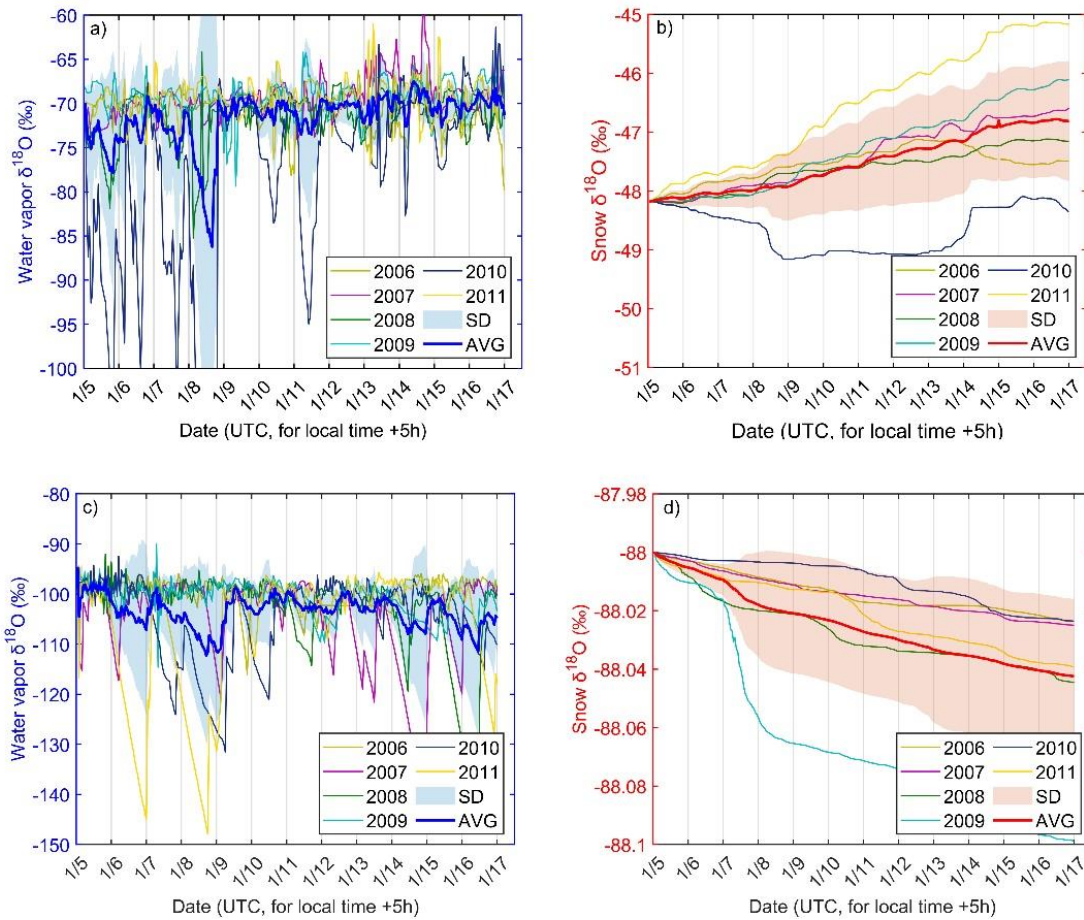 a)
Water vapor δ¹⁸O (‰)
-60
-65
-70
-75
-80
-85
-90
-95
-100
2006 2010
2007 2011
2008 SD
2009 AVG
1/5 1/6 1/7 1/8 1/9 1/10 1/11 1/12 1/13 1/14 1/15 1/16 1/17
Date (UTC, for local time +5h)
b)
Snow δ¹⁸O (‰)
-45
-46
-47
-48
-49
-50
-51
2006 2010
2007 2011
2008 SD
2009 AVG
1/5 1/6 1/7 1/8 1/9 1/10 1/11 1/12 1/13 1/14 1/15 1/16 1/17
Date (UTC, for local time +5h)
c)
Water vapor δ¹⁸O (‰)
-80
-90
-100
-110
-120
-130
-140
-150
2006 2010
2007 2011
2008 SD
2009 AVG
1/5 1/6 1/7 1/8 1/9 1/10 1/11 1/12 1/13 1/14 1/15 1/16 1/17
Date (UTC, for local time +5h)
d)
Snow δ¹⁸O (‰)
-87.98
-88
-88.02
-88.04
-88.06
-88.08
-88.1
2006 2010
2007 2011
2008 SD
2009 AVG
1/5 1/6 1/7 1/8 1/9 1/10 1/11 1/12 1/13 1/14 1/15 1/16 1/17
Date (UTC, for local time +5h)